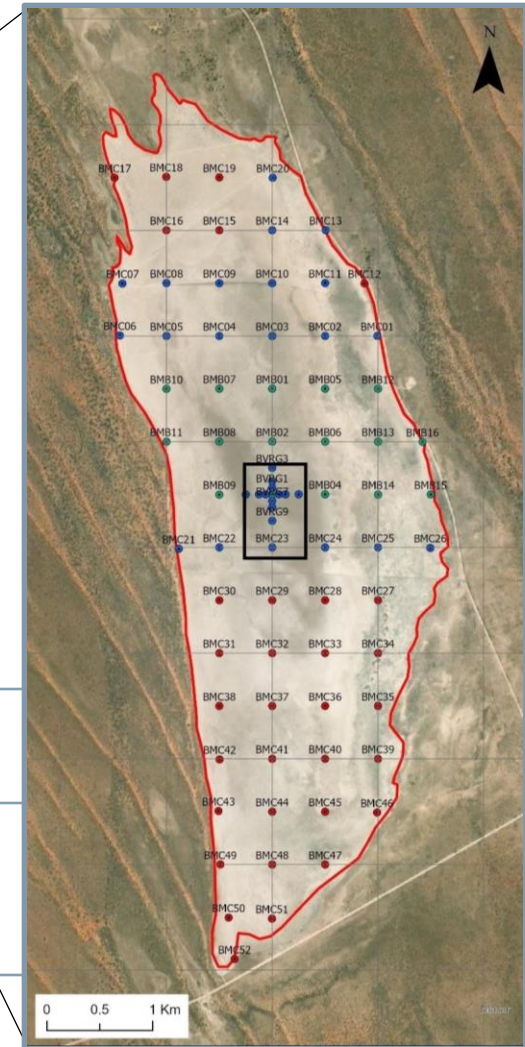 N
BMC17 BMC18 BMC19 BMC20
BMC16 BMC15 BMC14 BMC13
BMC07 BMC08 BMC09 BMC10 BMC11 BMC12
BMC06 BMC05 BMC04 BMC03 BMC02 BMC01
BMB10 BMB07 BMB01 BMB05 BMB12
BMB11 BMB08 BMB02 BMB06 BMB13 BMB16
BVRG3
BVRG1
BMB09 BMB04 BMB14 BMB15
BVRG9
BMC21 BMC22 BMC23 BMC24 BMC25 BMC26
BMC30 BMC29 BMC28 BMC27
BMC31 BMC32 BMC33 BMC34
BMC38 BMC37 BMC36 BMC35
BMC42 BMC41 BMC40 BMC39
BMC43 BMC44 BMC45 BMC46
BMC49 BMC48 BMC47
BMC50 BMC51
BMC52
0 0.5 1 Km